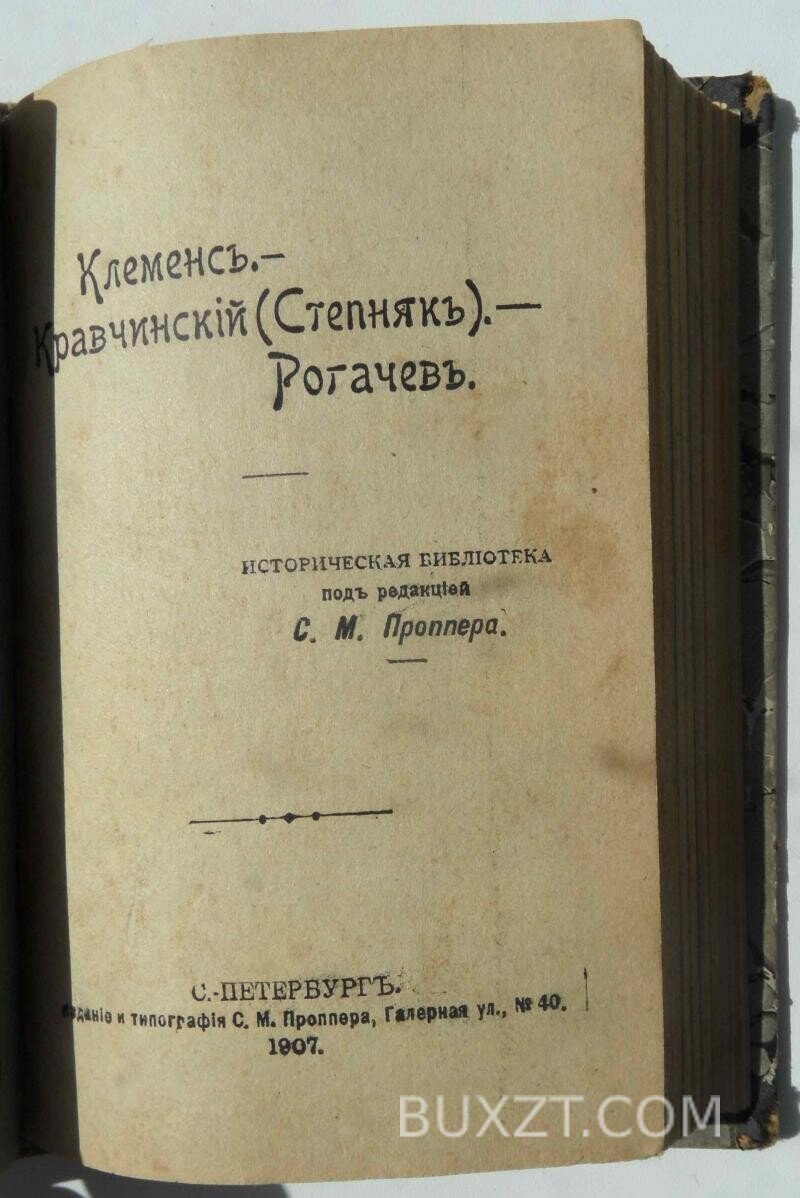 Клеменсъ.—
Кравчинскій (Степнякъ).—
Рогачевъ.
ИСТОРИЧЕСКАЯ БИБЛІОТЕКА
подъ редакціей
С. М. Проппера.
С.-ПЕТЕРБУРГЪ.
Изданіе и типографія С. М. Проппера, Галерная ул., № 40.
1907.
BUXZT.COM